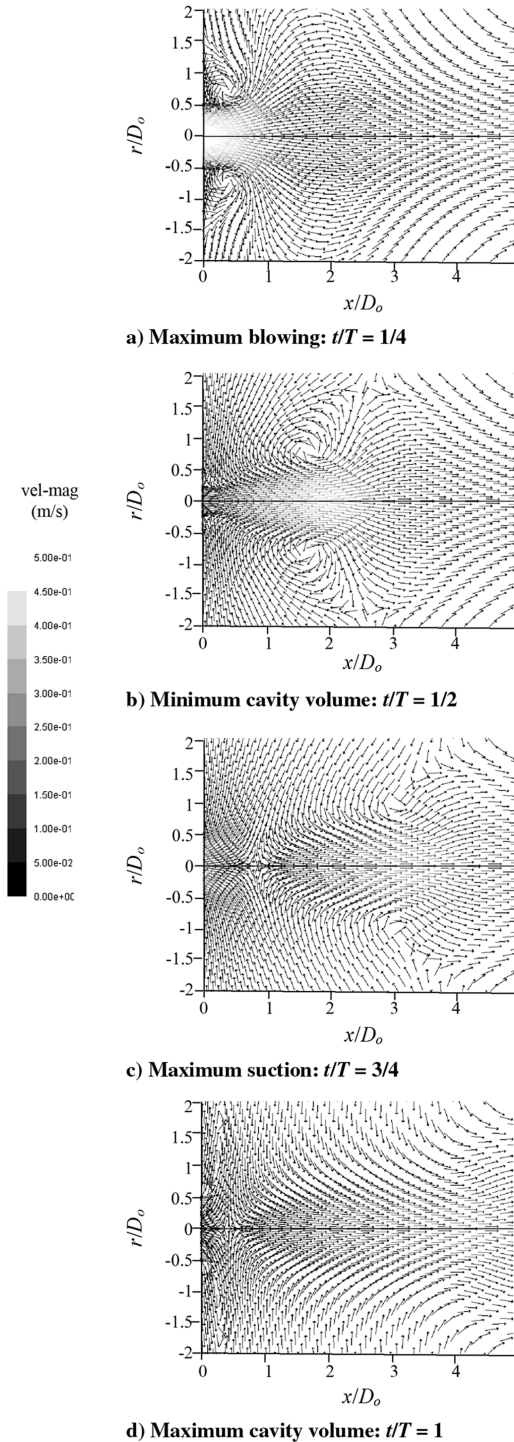 2
1.5
1
0.5
0
-0.5
-1
-1.5
-2
r/Do
0 1 2 3 4
x/Do
a) Maximum blowing: t/T = 1/4
2
1.5
1
0.5
0
-0.5
-1
-1.5
-2
r/Do
0 1 2 3 4
x/Do
b) Minimum cavity volume: t/T = 1/2
vel-mag
(m/s)
5.00e-01
4.50e-01
4.00e-01
3.50e-01
3.00e-01
2.50e-01
2.00e-01
1.50e-01
1.00e-01
5.00e-02
0.00e+00
2
1.5
1
0.5
0
-0.5
-1
-1.5
-2
r/Do
0 1 2 3 4
x/Do
c) Maximum suction: t/T = 3/4
2
1.5
1
0.5
0
-0.5
-1
-1.5
-2
r/Do
0 1 2 3 4
x/Do
d) Maximum cavity volume: t/T = 1